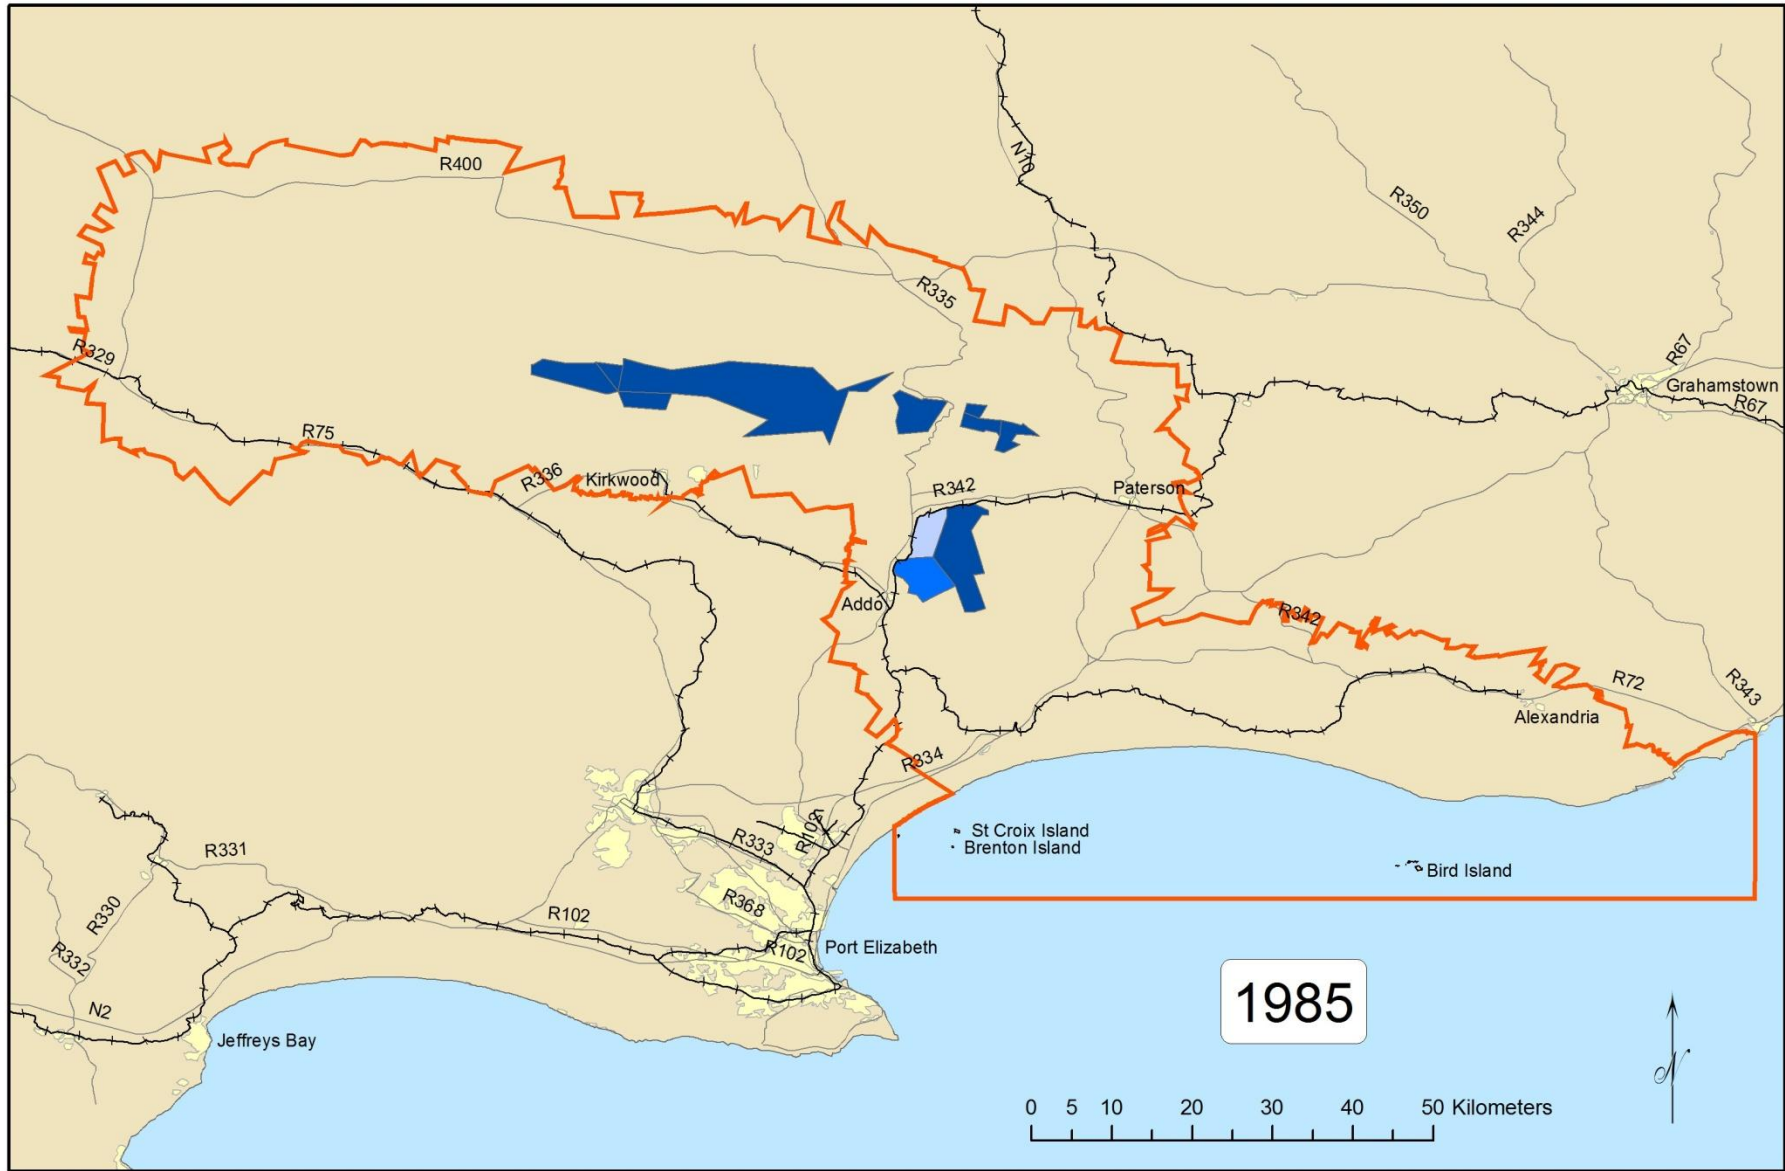 R400
N10
R350
R344
R335
R329
R67
Grahamstown
R67
R75
R336
Kirkwood
R342
Paterson
Addo
R342
R72
R343
Alexandria
R334
St Croix Island
Brenton Island
Bird Island
R102
R333
R331
R368
R330
R102
R102
Port Elizabeth
R332
N2
Jeffreys Bay
1985
N
0 5 10 20 30 40 50 Kilometers